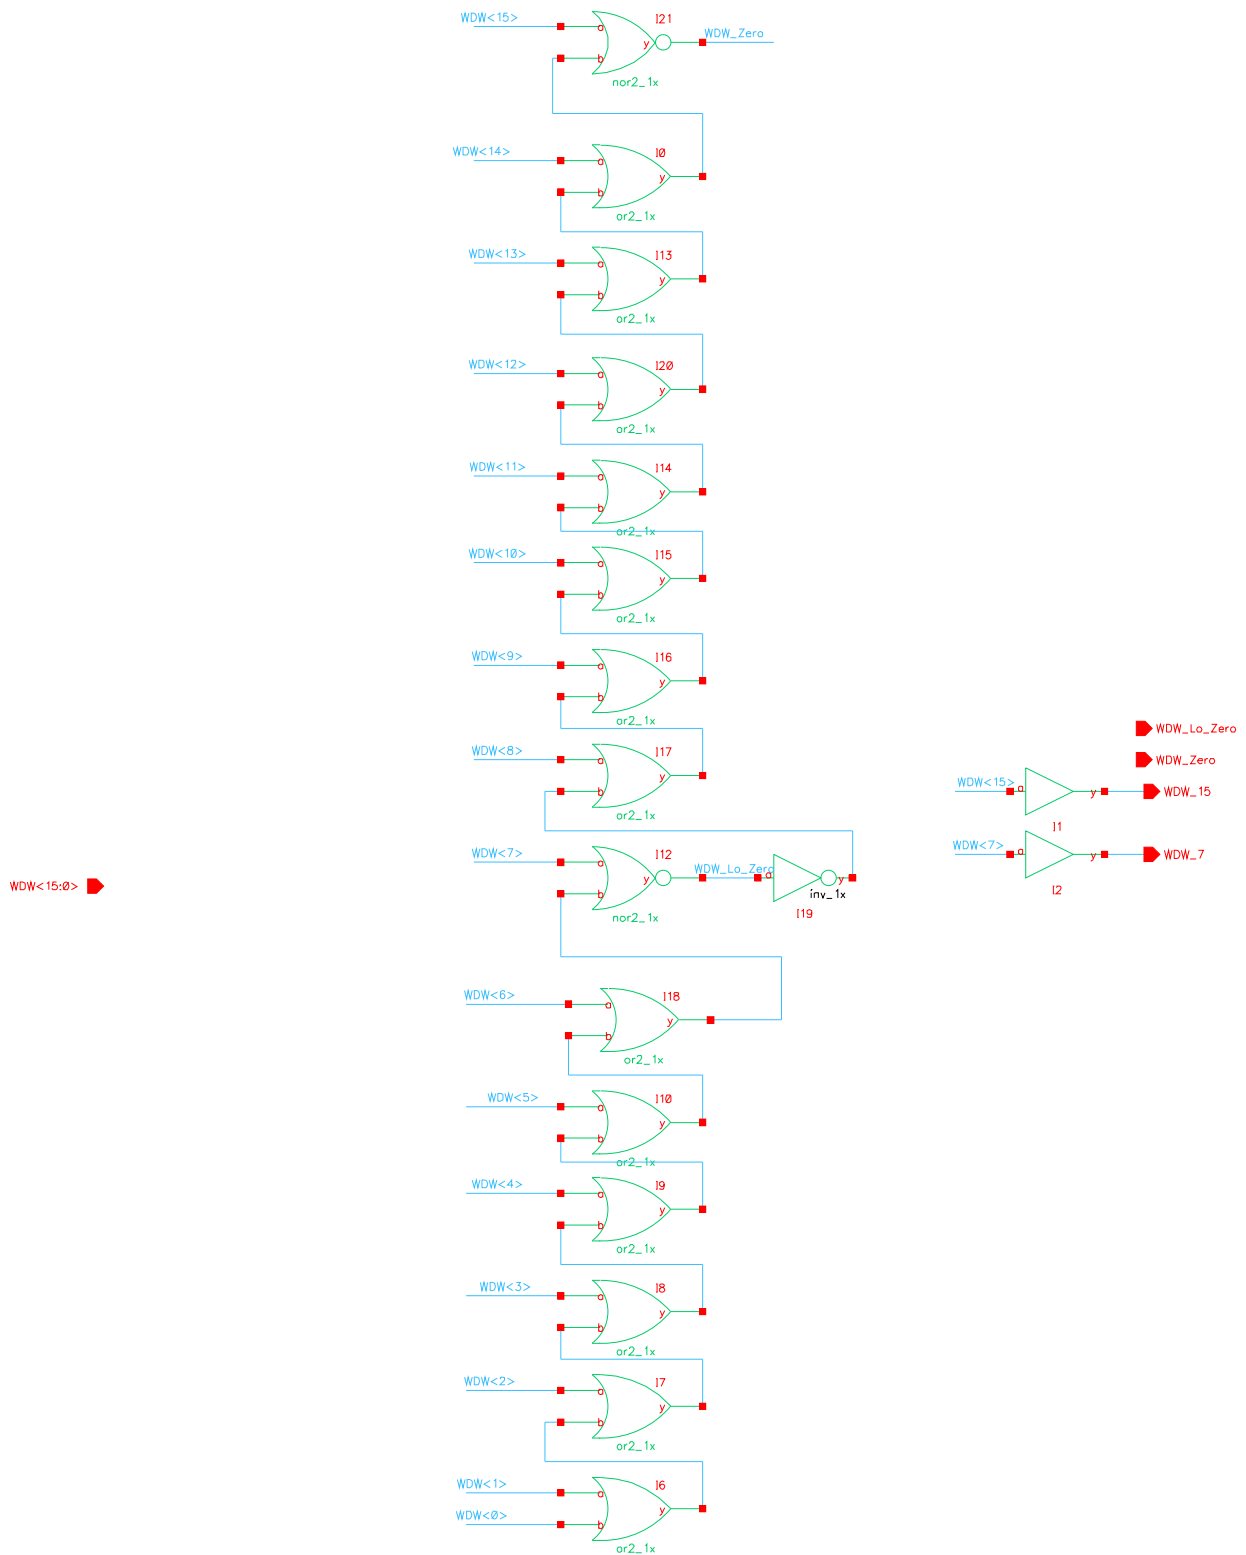 WDW<15>
a
b
y
I21
nor2_1x
WDW_Zero
WDW<14>
a
b
y
I0
or2_1x
WDW<13>
a
b
y
I13
or2_1x
WDW<12>
a
b
y
I20
or2_1x
WDW<11>
a
b
y
I14
or2_1x
WDW<10>
a
b
y
I15
or2_1x
WDW<9>
a
b
y
I16
or2_1x
WDW<8>
a
b
y
I17
or2_1x
WDW<7>
a
b
y
I12
nor2_1x
WDW_Lo_Zero
a
y
inv_1x
I19
WDW<15:0>
WDW<6>
a
b
y
I18
or2_1x
WDW<5>
a
b
y
I10
or2_1x
WDW<4>
a
b
y
I9
or2_1x
WDW<3>
a
b
y
I8
or2_1x
WDW<2>
a
b
y
I7
or2_1x
WDW<1>
WDW<0>
a
b
y
I6
or2_1x
WDW_Lo_Zero
WDW_Zero
WDW<15>
a
y
WDW_15
I1
WDW<7>
a
y
WDW_7
I2